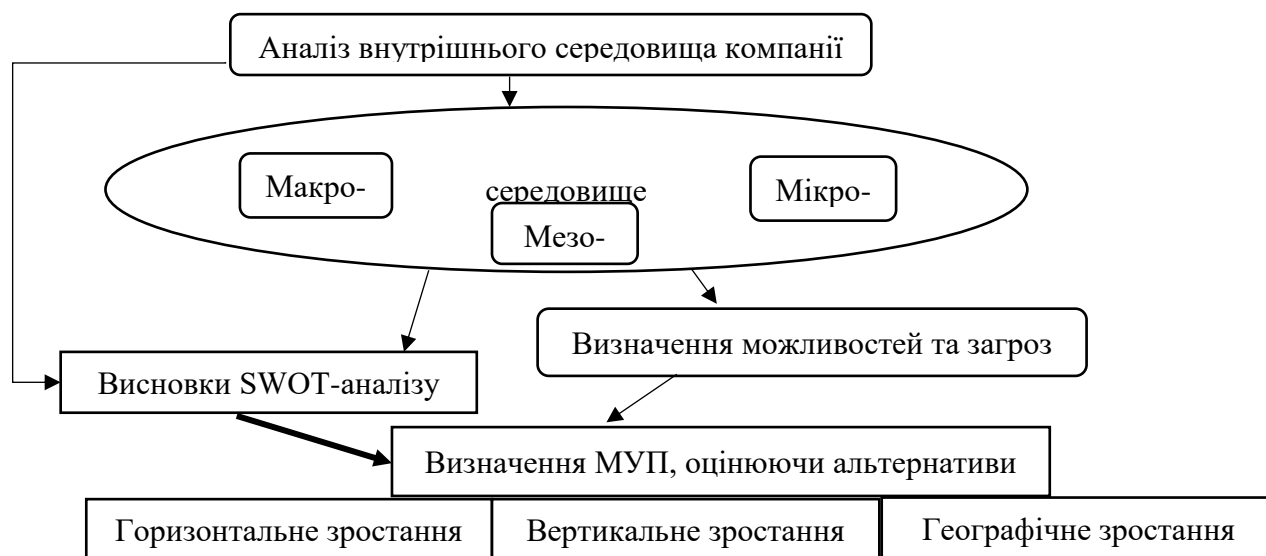 Аналіз внутрішнього середовища компанії
Макро-
середовище
Мікро-
Мезо-
Визначення можливостей та загроз
Висновки SWOT-аналізу
Визначення МУП, оцінюючи альтернативи
Горизонтальне зростання
Вертикальне зростання
Географічне зростання